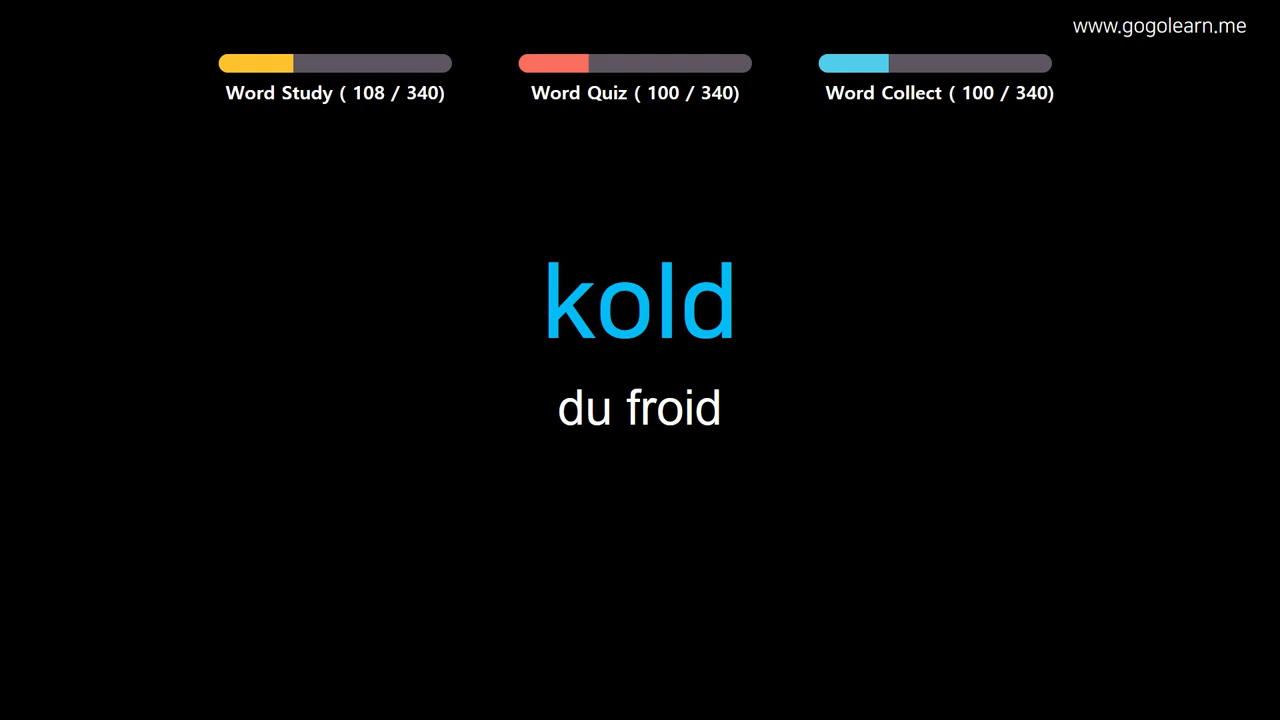 www.gogolearn.me
Word Study ( 108 / 340)
Word Quiz ( 100 / 340)
Word Collect ( 100 / 340)
kold
du froid